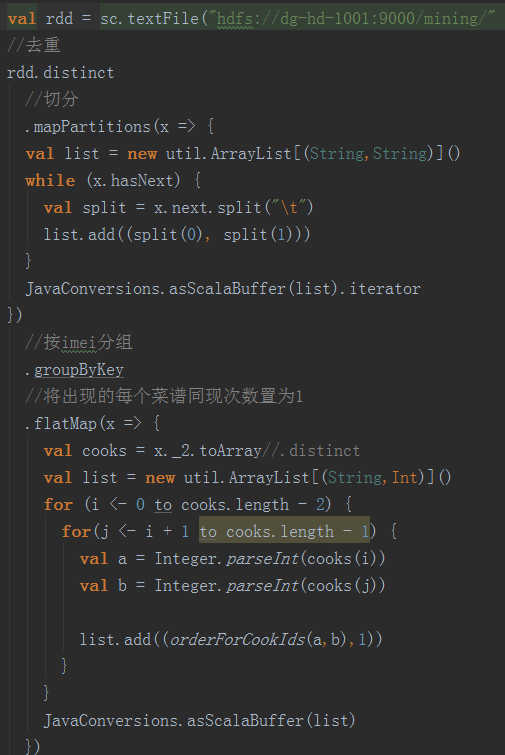 val rdd = sc.textFile("hdfs://dg-hd-1001:9000/mining/"
//去重
rdd.distinct
//切分
.mapPartitions(x => {
val list = new util.ArrayList[(String,String)]()
while (x.hasNext) {
val split = x.next.split("\t")
list.add((split(0), split(1)))
}
JavaConversions.asScalaBuffer(list).iterator
})
//按imei分组
.groupByKey
//将出现的每个菜谱同现次数置为1
.flatMap(x => {
val cooks = x._2.toArray//.distinct
val list = new util.ArrayList[(String,Int)]()
for (i <- 0 to cooks.length - 2) {
for(j <- i + 1 to cooks.length - 1) {
val a = Integer.parseInt(cooks(i))
val b = Integer.parseInt(cooks(j))
list.add((orderForCookIds(a,b),1))
}
}
JavaConversions.asScalaBuffer(list)
})